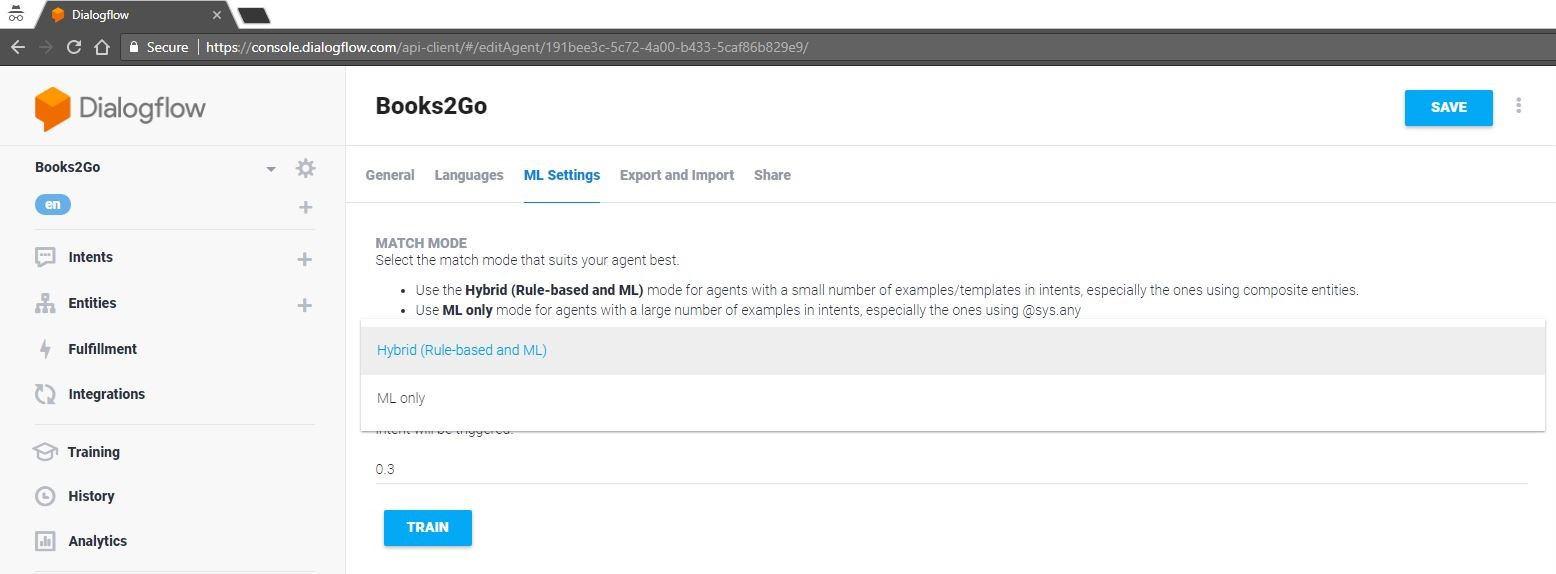 Dialogflow
Secure | https://console.dialogflow.com/api-client/#/editAgent/191bee3c-5c72-4a00-b433-5caf86b829e9/
Dialogflow
Books2Go
SAVE
Books2Go
en
General Languages ML Settings Export and Import Share
Intents
Entities
Fulfillment
Integrations
Training
History
Analytics
MATCH MODE
Select the match mode that suits your agent best.
• Use the Hybrid (Rule-based and ML) mode for agents with a small number of examples/templates in intents, especially the ones using composite entities.
• Use ML only mode for agents with a large number of examples in intents, especially the ones using @sys.any
Hybrid (Rule-based and ML)
ML only
intent will be triggered.
0.3
TRAIN